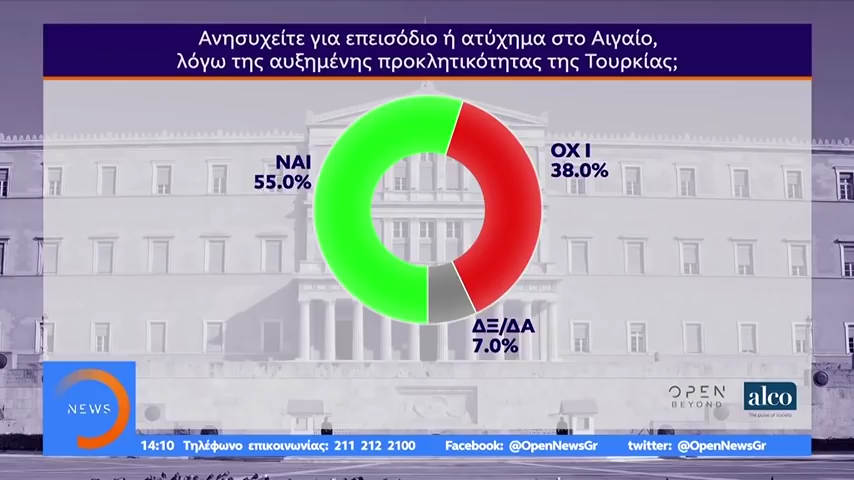 Ανησυχείτε για επεισόδιο ή ατύχημα στο Αιγαίο,
λόγω της αυξημένης προκλητικότητας της Τουρκίας;
ΝΑΙ
55.0%
ΟΧ Ι
38.0%
ΔΞ/ΔΑ
7.0%
NEWS
OPEN
BEYOND
alco
The pulse of society
14:10 Τηλέφωνο επικοινωνίας: 211 212 2100 Facebook: @OpenNewsGr twitter: @OpenNewsGr